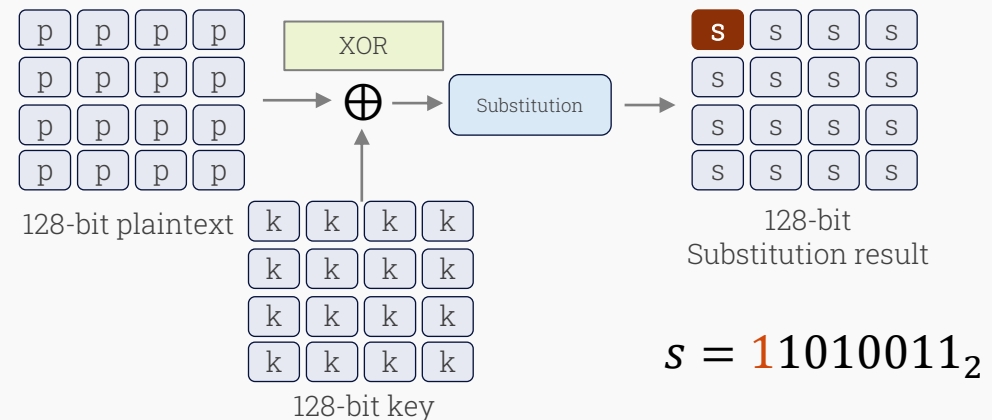 p p p p
p p p p
p p p p
p p p p
128-bit plaintext
XOR
⊕
Substitution
k k k k
k k k k
k k k k
k k k k
128-bit key
s s s s
s s s s
s s s s
s s s s
128-bit
Substitution result
s = 11010011₂